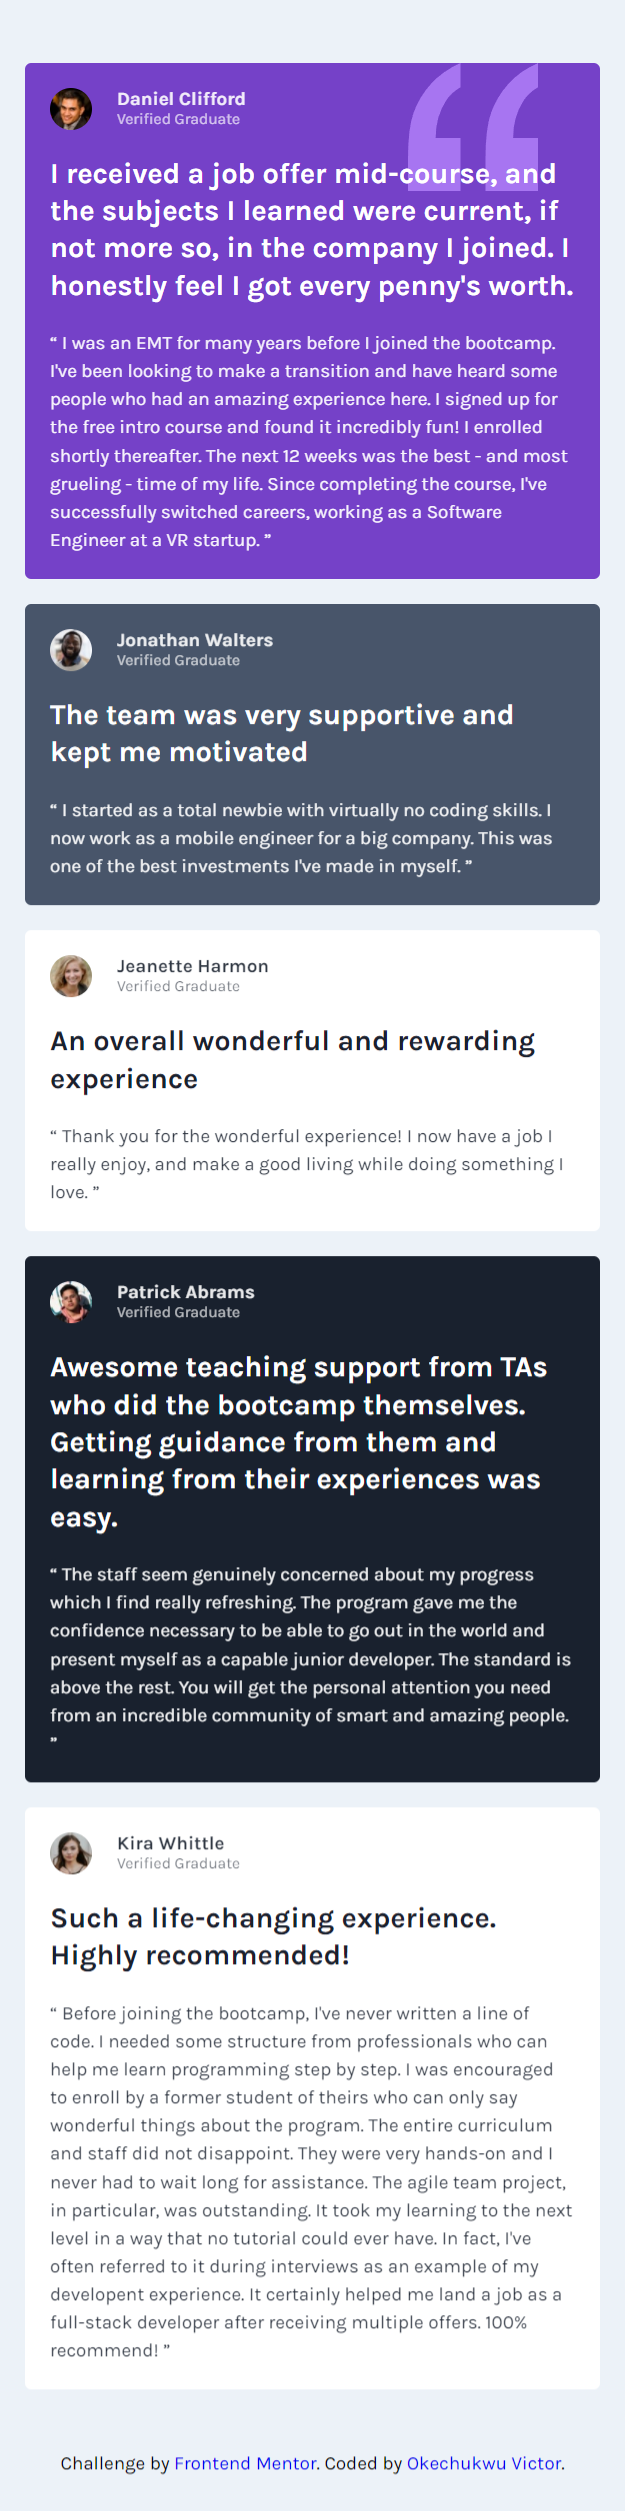 Daniel Clifford
Verified Graduate
I received a job offer mid-course, and
the subjects I learned were current, if
not more so, in the company I joined. I
honestly feel I got every penny's worth.
“ I was an EMT for many years before I joined the bootcamp.
I've been looking to make a transition and have heard some
people who had an amazing experience here. I signed up for
the free intro course and found it incredibly fun! I enrolled
shortly thereafter. The next 12 weeks was the best - and most
grueling - time of my life. Since completing the course, I've
successfully switched careers, working as a Software
Engineer at a VR startup. ”
Jonathan Walters
Verified Graduate
The team was very supportive and
kept me motivated
“ I started as a total newbie with virtually no coding skills. I
now work as a mobile engineer for a big company. This was
one of the best investments I've made in myself. ”
Jeanette Harmon
Verified Graduate
An overall wonderful and rewarding
experience
“ Thank you for the wonderful experience! I now have a job I
really enjoy, and make a good living while doing something I
love. ”
Patrick Abrams
Verified Graduate
Awesome teaching support from TAs
who did the bootcamp themselves.
Getting guidance from them and
learning from their experiences was
easy.
“ The staff seem genuinely concerned about my progress
which I find really refreshing. The program gave me the
confidence necessary to be able to go out in the world and
present myself as a capable junior developer. The standard is
above the rest. You will get the personal attention you need
from an incredible community of smart and amazing people.
”
Kira Whittle
Verified Graduate
Such a life-changing experience.
Highly recommended!
“ Before joining the bootcamp, I've never written a line of
code. I needed some structure from professionals who can
help me learn programming step by step. I was encouraged
to enroll by a former student of theirs who can only say
wonderful things about the program. The entire curriculum
and staff did not disappoint. They were very hands-on and I
never had to wait long for assistance. The agile team project,
in particular, was outstanding. It took my learning to the next
level in a way that no tutorial could ever have. In fact, I've
often referred to it during interviews as an example of my
developent experience. It certainly helped me land a job as a
full-stack developer after receiving multiple offers. 100%
recommend! ”
Challenge by Frontend Mentor. Coded by Okechukwu Victor.